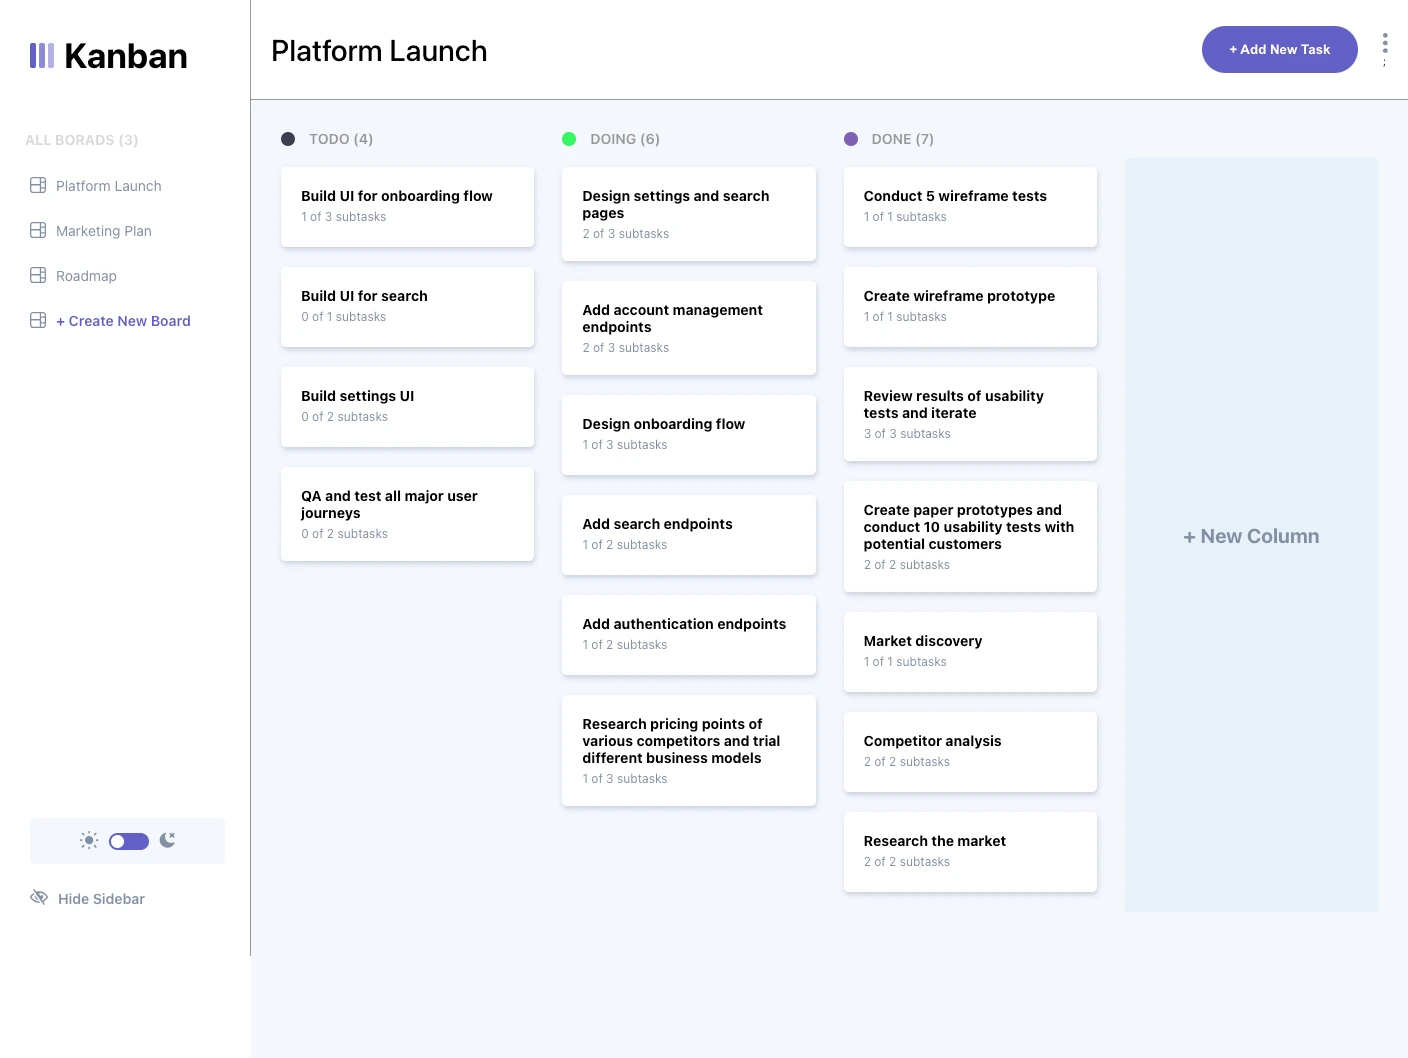 Kanban
ALL BORADS (3)
Platform Launch
Marketing Plan
Roadmap
+ Create New Board
Hide Sidebar
Platform Launch
+ Add New Task
;
TODO (4)
Build UI for onboarding flow
1 of 3 subtasks
Build UI for search
0 of 1 subtasks
Build settings UI
0 of 2 subtasks
QA and test all major user
journeys
0 of 2 subtasks
DOING (6)
Design settings and search
pages
2 of 3 subtasks
Add account management
endpoints
2 of 3 subtasks
Design onboarding flow
1 of 3 subtasks
Add search endpoints
1 of 2 subtasks
Add authentication endpoints
1 of 2 subtasks
Research pricing points of
various competitors and trial
different business models
1 of 3 subtasks
DONE (7)
Conduct 5 wireframe tests
1 of 1 subtasks
Create wireframe prototype
1 of 1 subtasks
Review results of usability
tests and iterate
3 of 3 subtasks
Create paper prototypes and
conduct 10 usability tests with
potential customers
2 of 2 subtasks
Market discovery
1 of 1 subtasks
Competitor analysis
2 of 2 subtasks
Research the market
2 of 2 subtasks
+ New Column